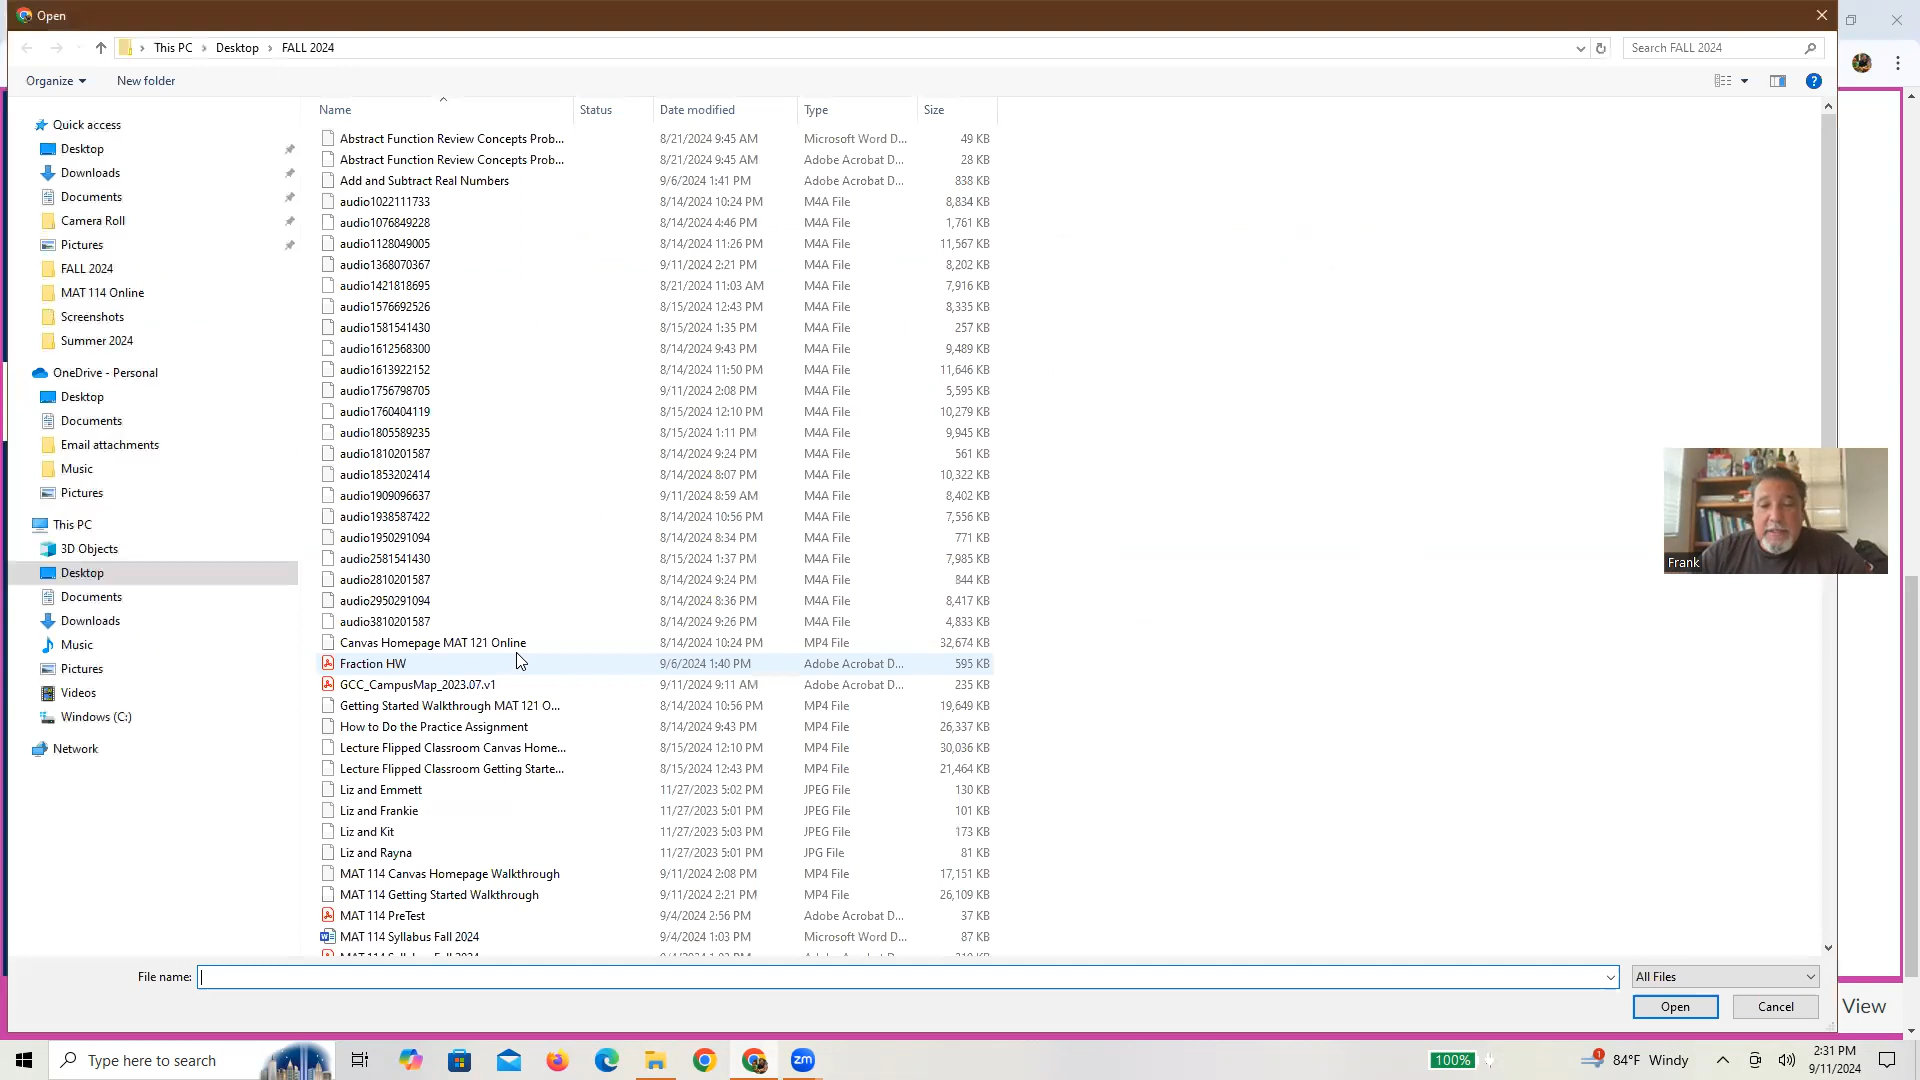 Open
This PC > Desktop > FALL 2024
Search FALL 2024
Organize
New folder
Name Status Date modified Type Size
Quick access
Desktop
Downloads
Documents
Camera Roll
Pictures
FALL 2024
MAT 114 Online
Screenshots
Summer 2024
OneDrive - Personal
Desktop
Documents
Email attachments
Music
Pictures
This PC
3D Objects
Desktop
Documents
Downloads
Music
Pictures
Videos
Windows (C:)
Network
Abstract Function Review Concepts Prob... 8/21/2024 9:45 AM Microsoft Word D... 49 KB
Abstract Function Review Concepts Prob... 8/21/2024 9:45 AM Adobe Acrobat D... 28 KB
Add and Subtract Real Numbers 9/6/2024 1:41 PM Adobe Acrobat D... 838 KB
audio1022111733 8/14/2024 10:24 PM M4A File 8,834 KB
audio1076849228 8/14/2024 4:46 PM M4A File 1,761 KB
audio1128049005 8/14/2024 11:26 PM M4A File 11,567 KB
audio1368070367 9/11/2024 2:21 PM M4A File 8,202 KB
audio1421818695 8/21/2024 11:03 AM M4A File 7,916 KB
audio1576692526 8/15/2024 12:43 PM M4A File 8,335 KB
audio1581541430 8/15/2024 1:35 PM M4A File 257 KB
audio1612568300 8/14/2024 9:43 PM M4A File 9,489 KB
audio1613922152 8/14/2024 11:50 PM M4A File 11,646 KB
audio1756798705 9/11/2024 2:08 PM M4A File 5,595 KB
audio1760404119 8/15/2024 12:10 PM M4A File 10,279 KB
audio1805589235 8/15/2024 1:11 PM M4A File 9,945 KB
audio1810201587 8/14/2024 9:24 PM M4A File 561 KB
audio1853202414 8/14/2024 8:07 PM M4A File 10,322 KB
audio1909096637 9/11/2024 8:59 AM M4A File 8,402 KB
audio1938587422 8/14/2024 10:56 PM M4A File 7,556 KB
audio1950291094 8/14/2024 8:34 PM M4A File 771 KB
audio2581541430 8/15/2024 1:37 PM M4A File 7,985 KB
audio2810201587 8/14/2024 9:24 PM M4A File 844 KB
audio2950291094 8/14/2024 8:36 PM M4A File 8,417 KB
audio3810201587 8/14/2024 9:26 PM M4A File 4,833 KB
Canvas Homepage MAT 121 Online 8/14/2024 10:24 PM MP4 File 32,674 KB
Fraction HW 9/6/2024 1:40 PM Adobe Acrobat D... 595 KB
GCC_CampusMap_2023.07.v1 9/11/2024 9:11 AM Adobe Acrobat D... 235 KB
Getting Started Walkthrough MAT 121 O... 8/14/2024 10:56 PM MP4 File 19,649 KB
How to Do the Practice Assignment 8/14/2024 9:43 PM MP4 File 26,337 KB
Lecture Flipped Classroom Canvas Home... 8/15/2024 12:10 PM MP4 File 30,036 KB
Lecture Flipped Classroom Getting Starte... 8/15/2024 12:43 PM MP4 File 21,464 KB
Liz and Emmett 11/27/2023 5:02 PM JPEG File 130 KB
Liz and Frankie 11/27/2023 5:01 PM JPEG File 101 KB
Liz and Kit 11/27/2023 5:03 PM JPEG File 173 KB
Liz and Rayna 11/27/2023 5:01 PM JPG File 81 KB
MAT 114 Canvas Homepage Walkthrough 9/11/2024 2:08 PM MP4 File 17,151 KB
MAT 114 Getting Started Walkthrough 9/11/2024 2:21 PM MP4 File 26,109 KB
MAT 114 PreTest 9/4/2024 2:56 PM Adobe Acrobat D... 37 KB
MAT 114 Syllabus Fall 2024 9/4/2024 1:03 PM Microsoft Word D... 87 KB
Frank
File name:
All Files
Open
Cancel
View
Type here to search
zm
100%
1
84°F Windy
2:31 PM
9/11/2024